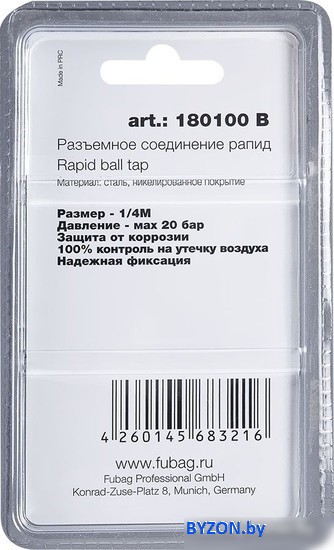 Made in PRC
art.: 180100 B
Разъемное соединение рапид
Rapid ball tap
Материал: сталь, никелированное покрытие
Размер - 1/4M
Давление - мах 20 бар
Защита от коррозии
100% контроль на утечку воздуха
Надежная фиксация
4 260145 683216
www.fubag.ru
Fubag Professional GmbH
Konrad-Zuse-Platz 8, Munich, Germany
BYZON.by